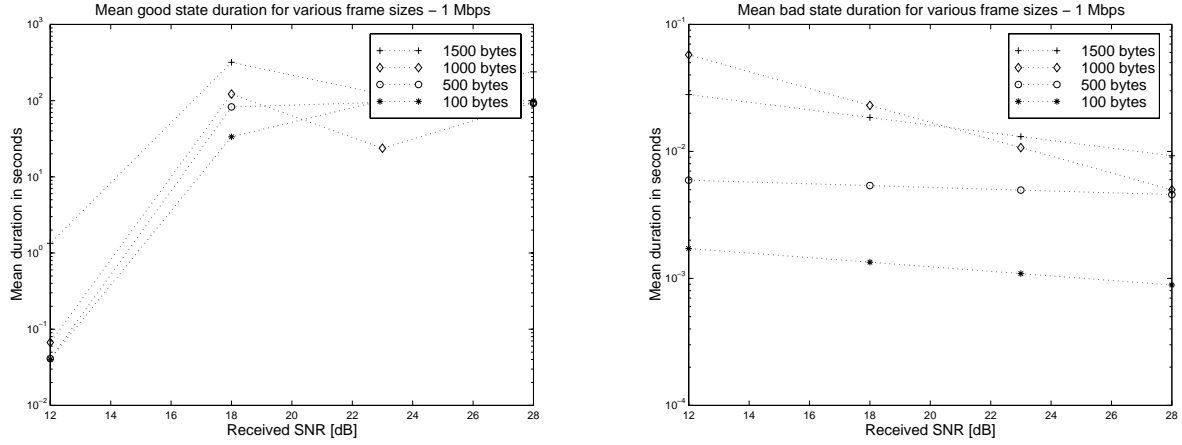 Mean good state duration for various frame sizes – 1 Mbps
10^3
10^2
10^1
10^0
10^−1
10^−2
Mean duration in seconds
1500 bytes
1000 bytes
500 bytes
100 bytes
12 14 16 18 20 22 24 26 28
Received SNR [dB]
Mean bad state duration for various frame sizes – 1 Mbps
10^−1
10^−2
10^−3
10^−4
Mean duration in seconds
1500 bytes
1000 bytes
500 bytes
100 bytes
12 14 16 18 20 22 24 26 28
Received SNR [dB]